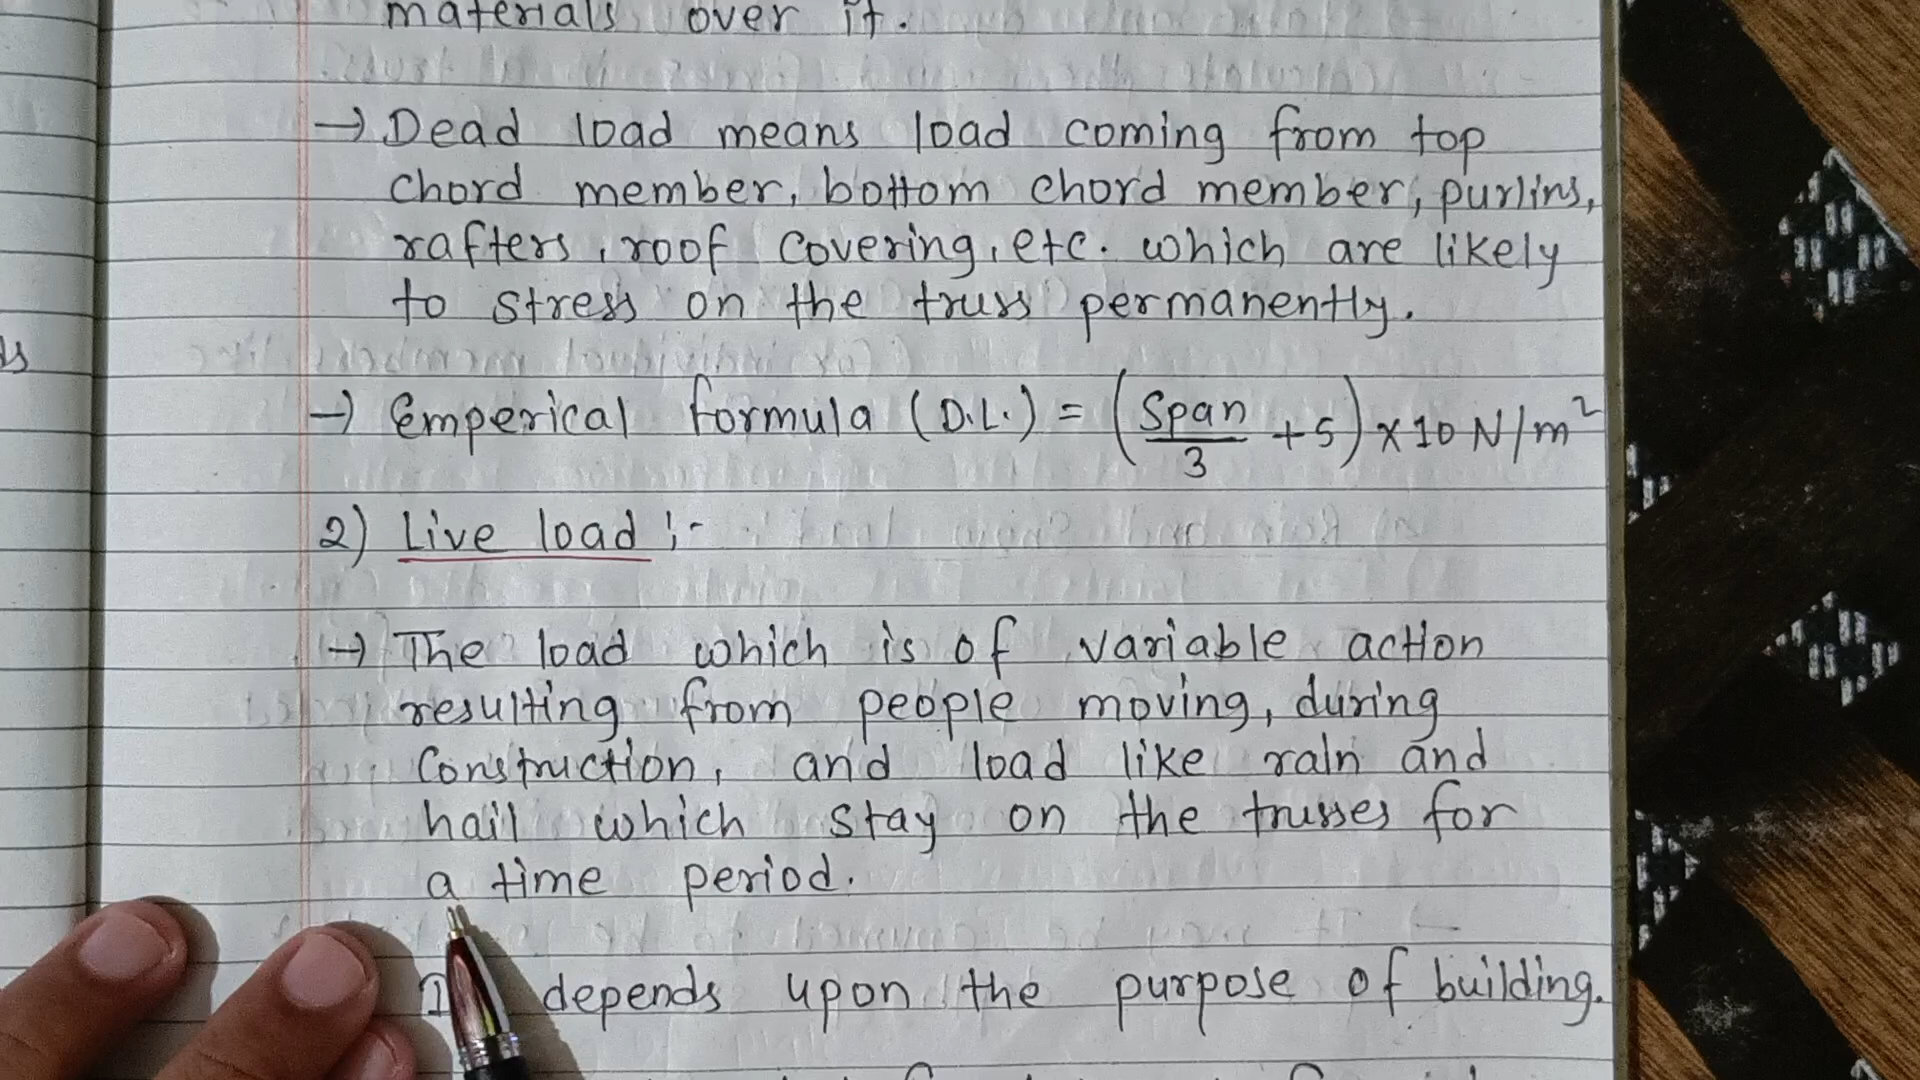 materials over it.
→ Dead load means load coming from top
chord member, bottom chord member, purlins,
rafters, roof covering, etc. which are likely
to stress on the truss permanently.
→ Emperical formula (D.L.) = (Span/3 + 5) × 10 N/m²
2) Live load :-
→ The load which is of variable action
resulting from people moving, during
construction, and load like rain and
hail which stay on the trusses for
a time period.
depends upon the purpose of building.